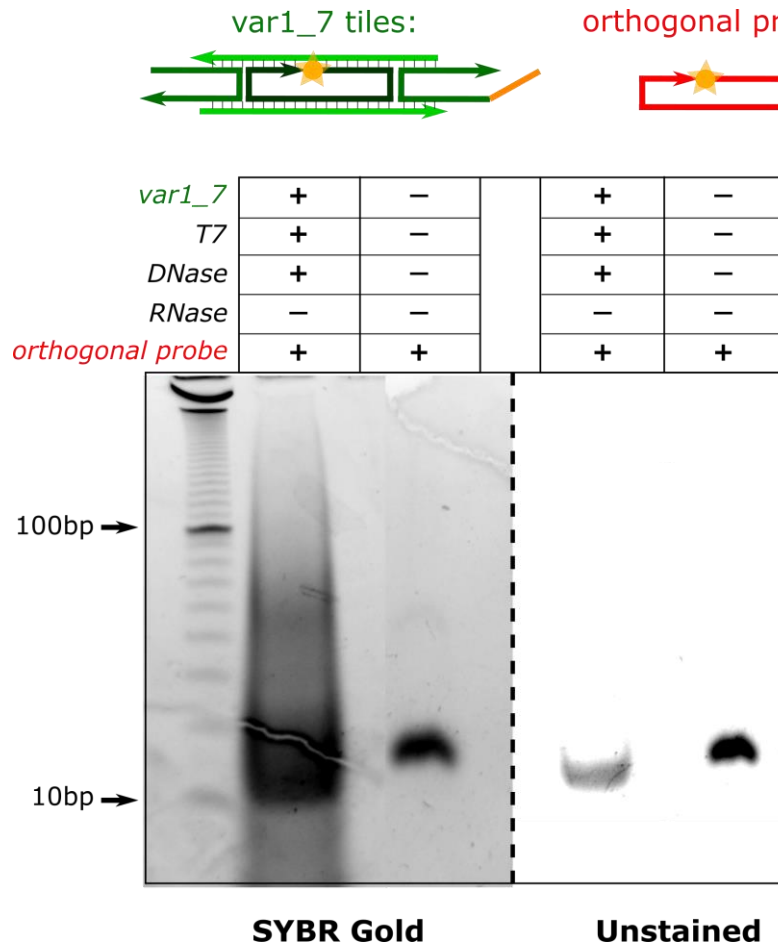 var1_7 tiles: orthogonal pr
var1_7 + − + −
T7 + − + −
DNase + − + −
RNase − − − −
orthogonal probe + + + +
100bp
10bp
SYBR Gold Unstained